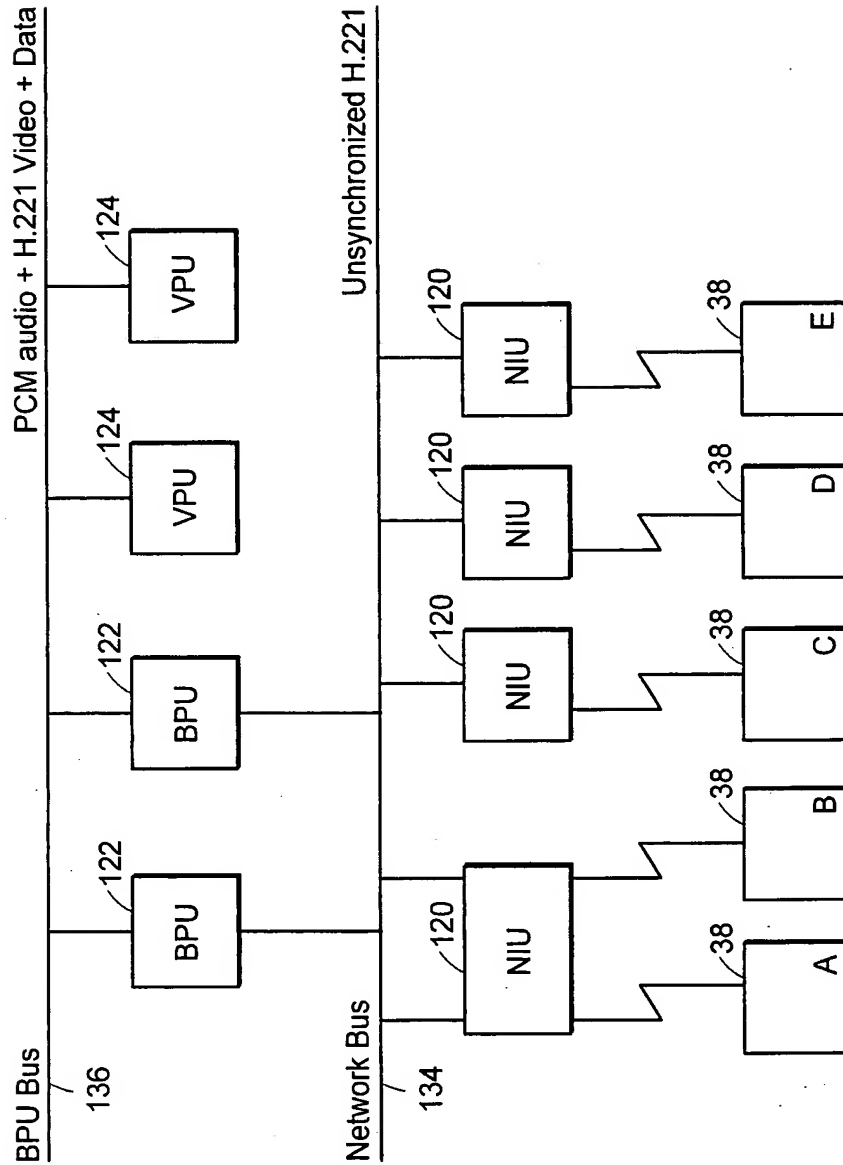 BPU Bus
PCM audio + H.221 Video + Data
136
122
122
124
124
BPU
BPU
VPU
VPU
Network Bus
Unsynchronized H.221
134
120
120
120
120
NIU
NIU
NIU
NIU
38
38
38
38
38
A
B
C
D
E